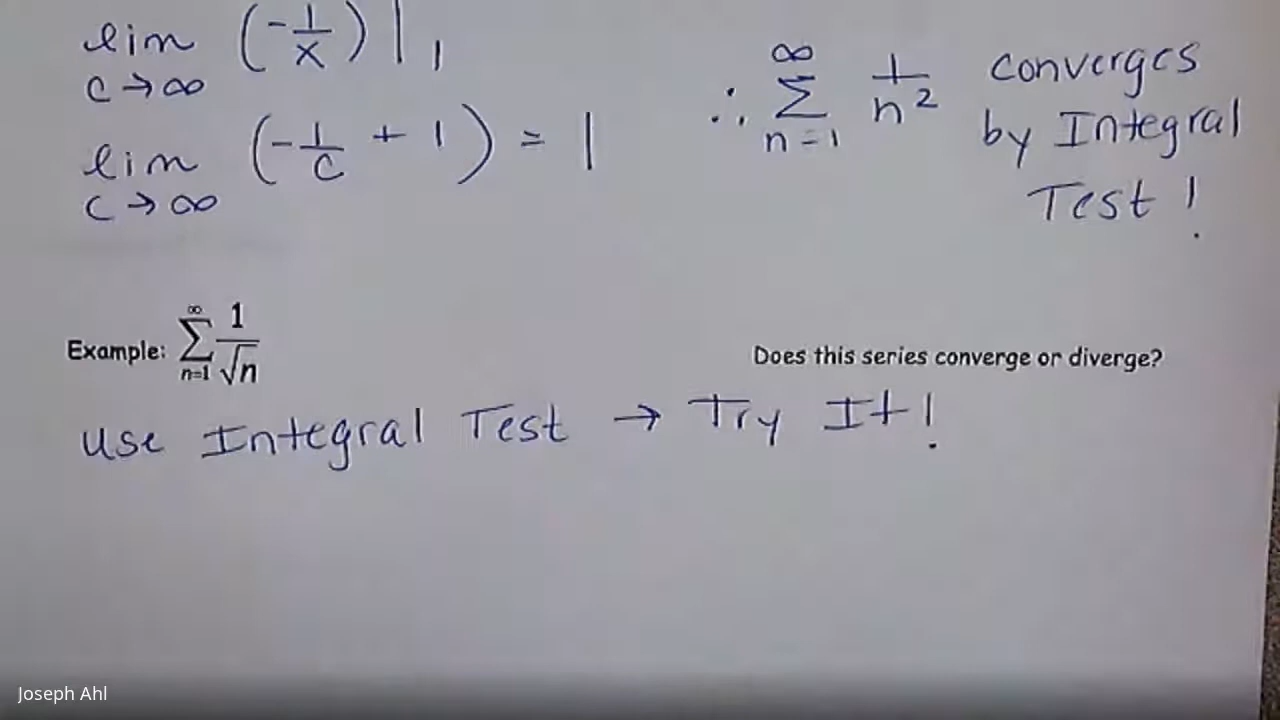 lim (-1/x) | 1
c → ∞
lim (-1/c + 1) = 1
c → ∞
∴ ∞ Σ n=1 1/n² converges
by Integral
Test!
Example: ∞ Σ n=1 1/√n
Does this series converge or diverge?
Use Integral Test → Try It!
Joseph Ahl